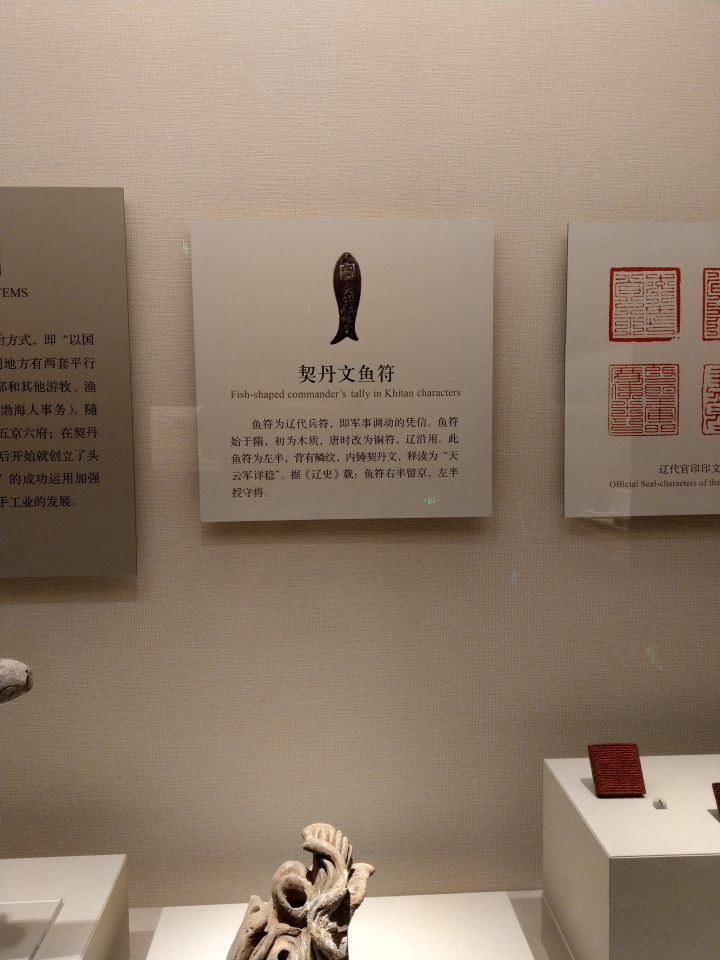 TEMS
治方式，即“以国
同地方有两套平行
部和其他游牧、渔
渤海人事务）。随
五京六府；在契丹
后开始就创立了头
”的成功运用加强
手工业的发展。
契丹文鱼符
Fish-shaped commander's tally in Khitan characters
鱼符为辽代兵符，即军事调动的凭信。鱼符
始于隋，初为木质，唐时改为铜符，辽沿用。此
鱼符为左半，背有鳞纹，内铸契丹文，释读为“天
云军详稳”。据《辽史》载：鱼符右半留京，左半
授守将。
辽代官印印文
Official Seal-characters of the